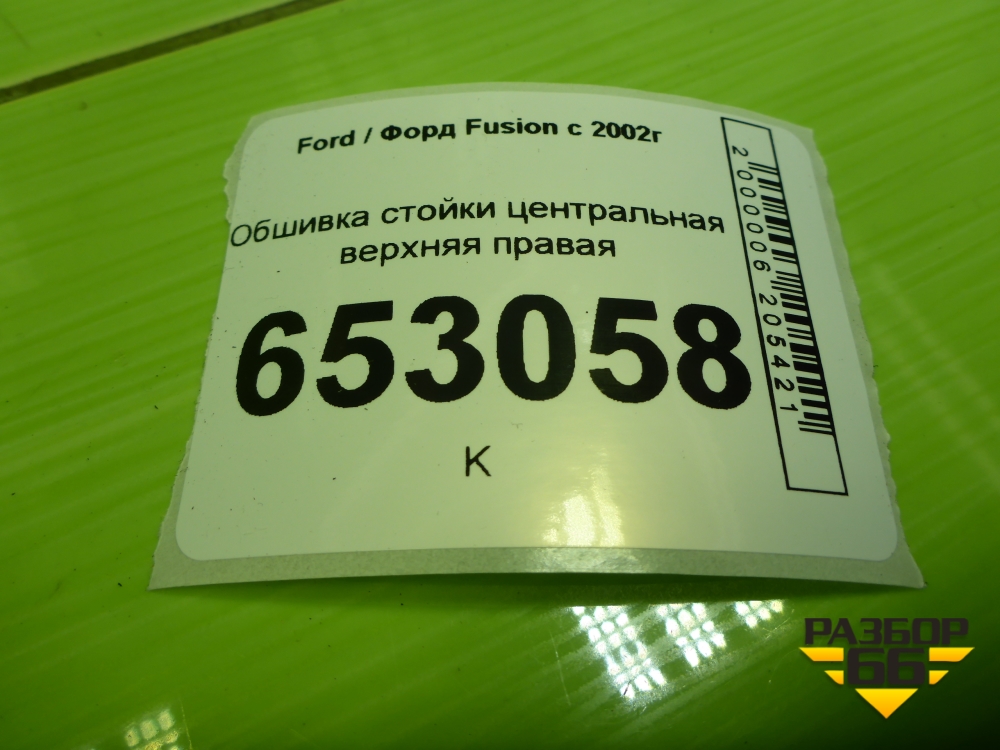 Ford / Форд Fusion с 2002г
Обшивка стойки центральная
верхняя правая
653058
К
2000006205421
РАЗБОР
66